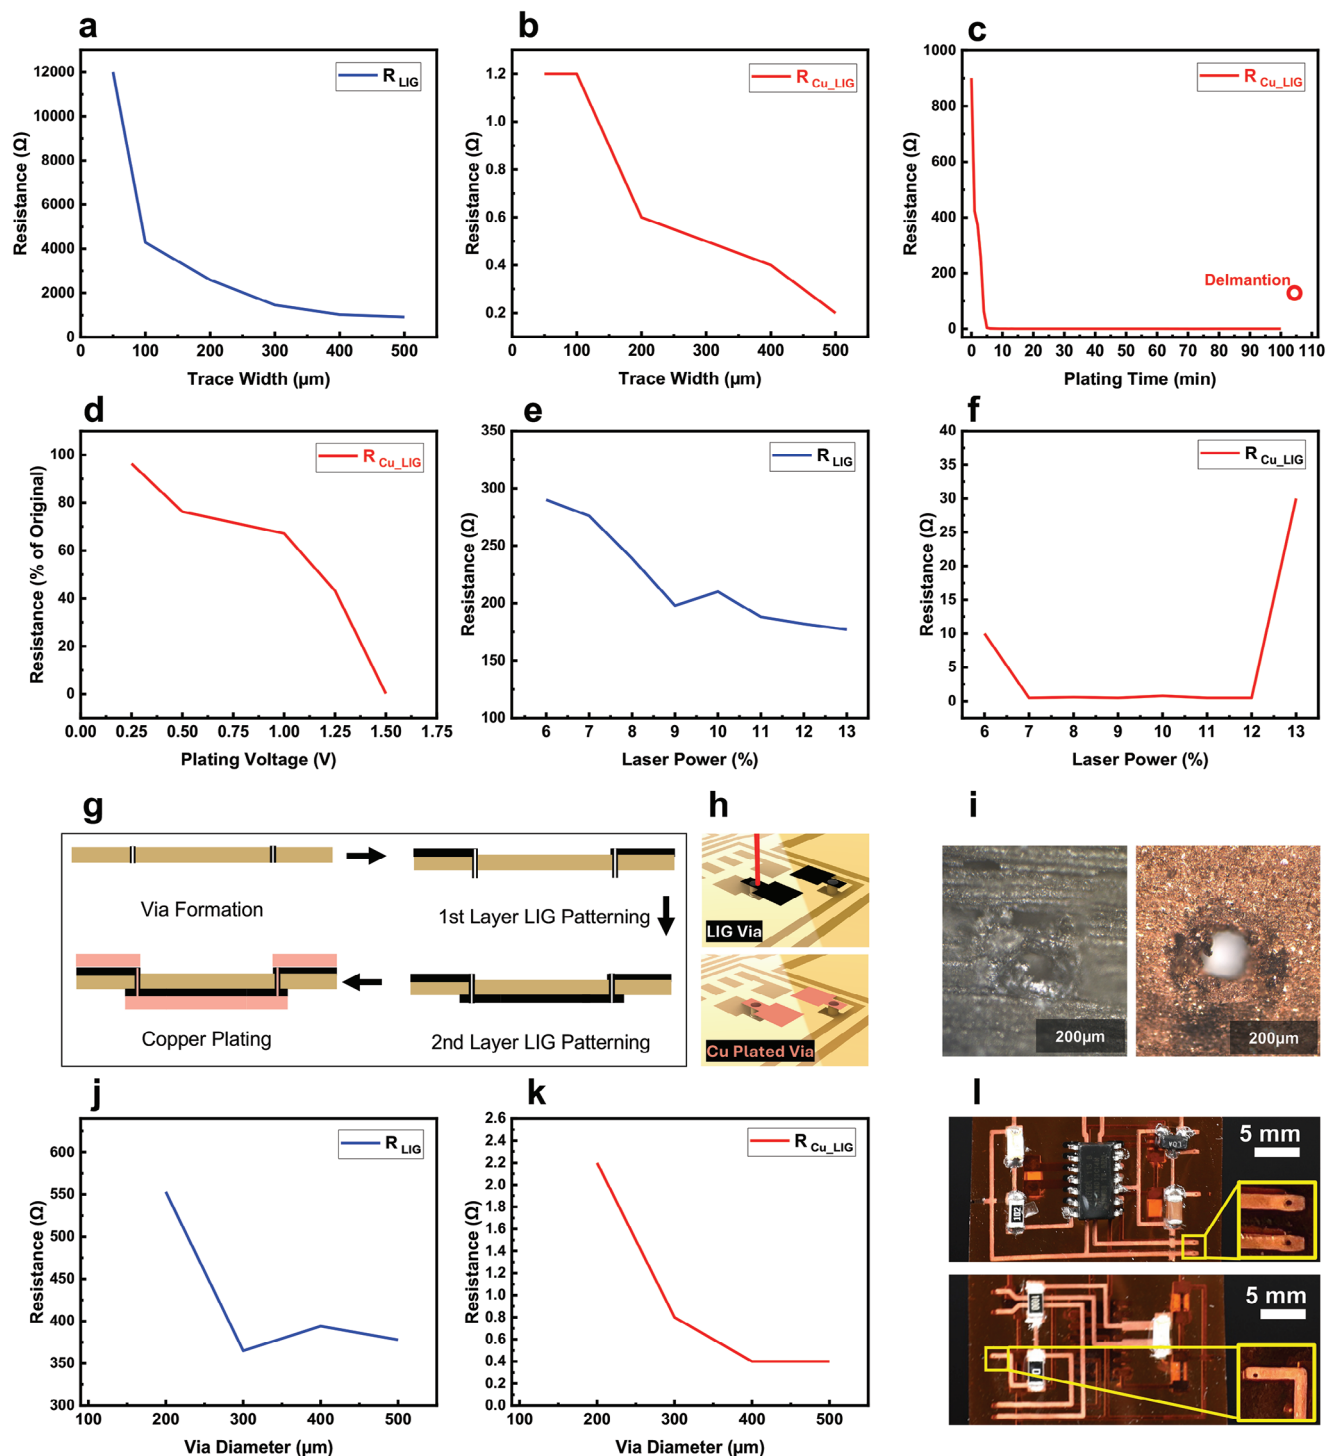 a
12000
10000
8000
6000
4000
2000
0
0 100 200 300 400 500
Resistance (Ω)
Trace Width (µm)
R LIG
b
1.2
1.0
0.8
0.6
0.4
0.2
0 100 200 300 400 500
Resistance (Ω)
Trace Width (µm)
R Cu_LIG
c
1000
800
600
400
200
0
0 10 20 30 40 50 60 70 80 90 100 110
Resistance (Ω)
Plating Time (min)
R Cu_LIG
Delmantion
d
100
80
60
40
20
0
0.00 0.25 0.50 0.75 1.00 1.25 1.50 1.75
Resistance (% of Original)
Plating Voltage (V)
R Cu_LIG
e
350
300
250
200
150
100
6 7 8 9 10 11 12 13
Resistance (Ω)
Laser Power (%)
R LIG
f
40
35
30
25
20
15
10
5
0
6 7 8 9 10 11 12 13
Resistance (Ω)
Laser Power (%)
R Cu_LIG
g
Via Formation
1st Layer LIG Patterning
Copper Plating
2nd Layer LIG Patterning
h
LIG Via
Cu Plated Via
i
200µm
200µm
j
600
550
500
450
400
350
300
100 200 300 400 500
Resistance (Ω)
Via Diameter (µm)
R LIG
k
2.6
2.4
2.2
2.0
1.8
1.6
1.4
1.2
1.0
0.8
0.6
0.4
0.2
0.0
100 200 300 400 500
Resistance (Ω)
Via Diameter (µm)
R Cu_LIG
l
5 mm
102
5 mm